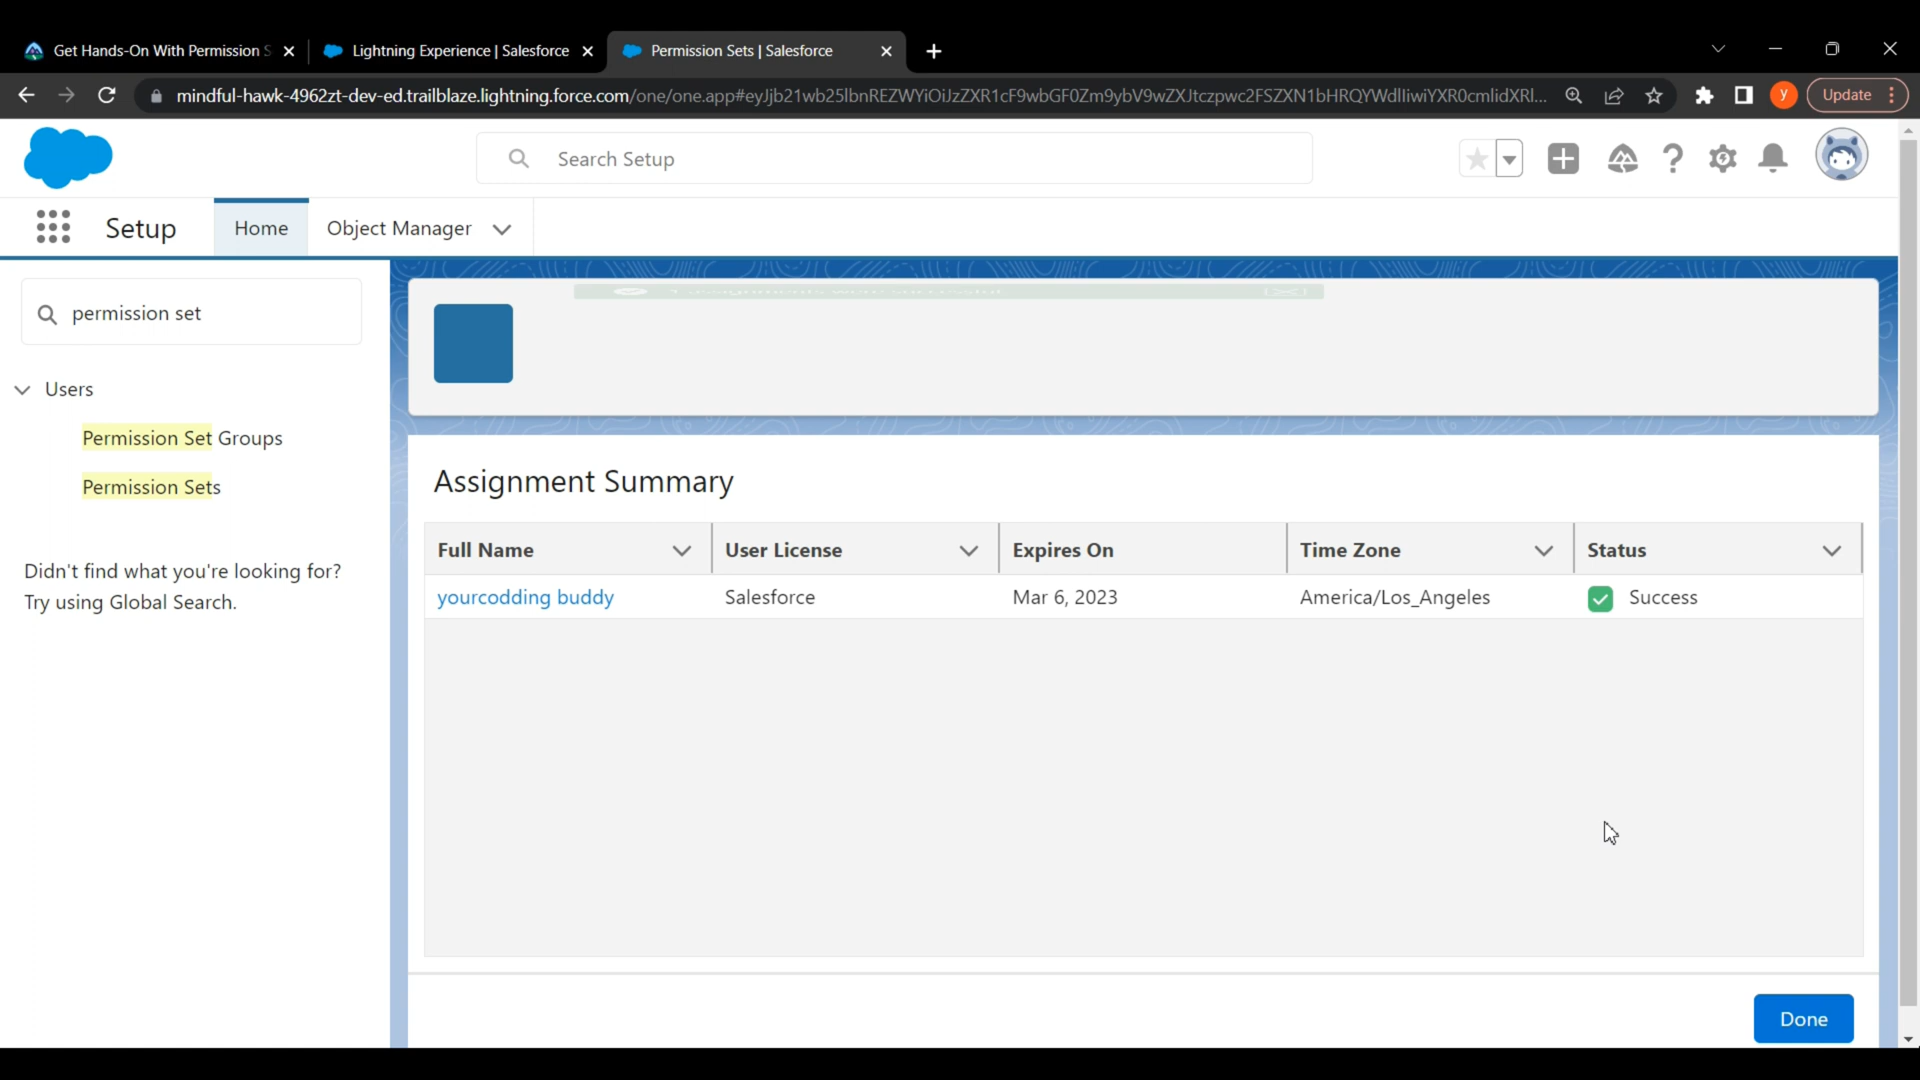 Get Hands-On With Permission S
Lightning Experience | Salesforce
Permission Sets | Salesforce
mindful-hawk-4962zt-dev-ed.trailblaze.lightning.force.com/one/one.app#eyJjb21wb25lbnREZWYiOiJzZXR1cF9wbGF0Zm9ybV9wZXJtczpwc2FSZXN1bHRQYWdlIiwiYXR0cmlidXRl...
y
Update
Search Setup
Setup
Home
Object Manager
permission set
Users
Permission Set Groups
Permission Sets
Didn't find what you're looking for?
Try using Global Search.
Assignment Summary
Full Name
User License
Expires On
Time Zone
Status
yourcodding buddy
Salesforce
Mar 6, 2023
America/Los_Angeles
Success
Done